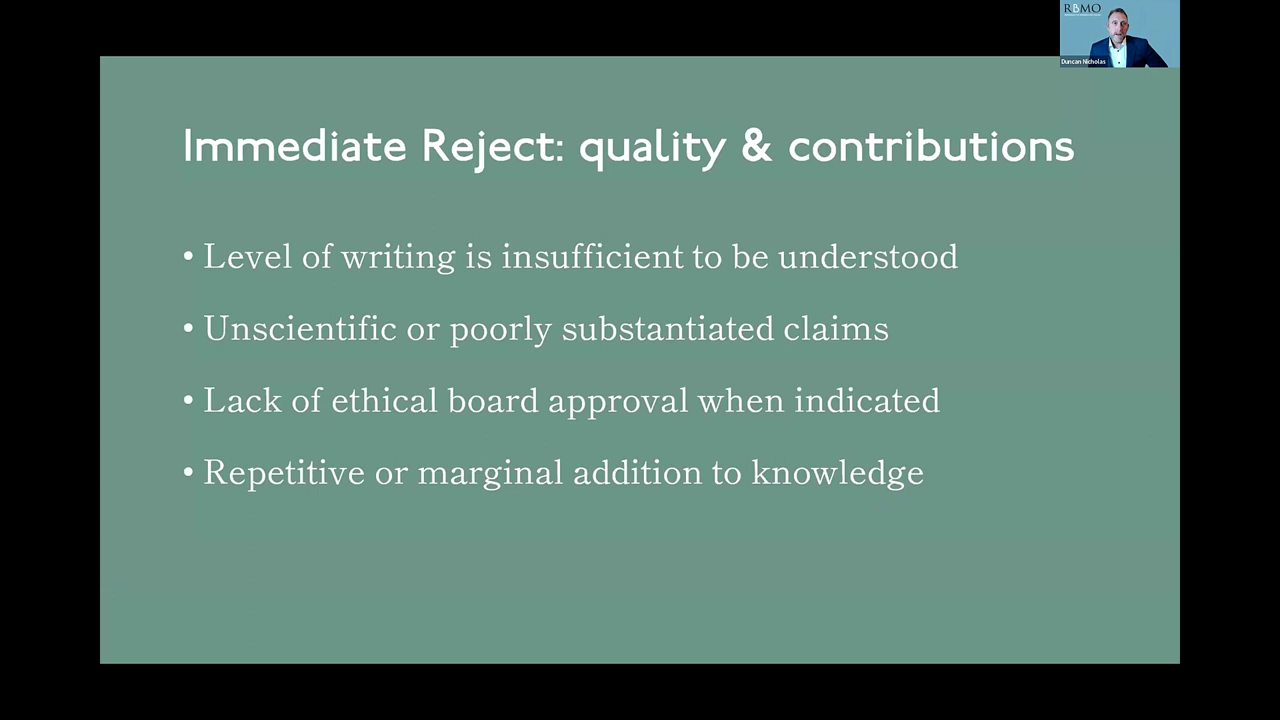 RBMO
Duncan Nicholas
Immediate Reject: quality & contributions
• Level of writing is insufficient to be understood
• Unscientific or poorly substantiated claims
• Lack of ethical board approval when indicated
• Repetitive or marginal addition to knowledge